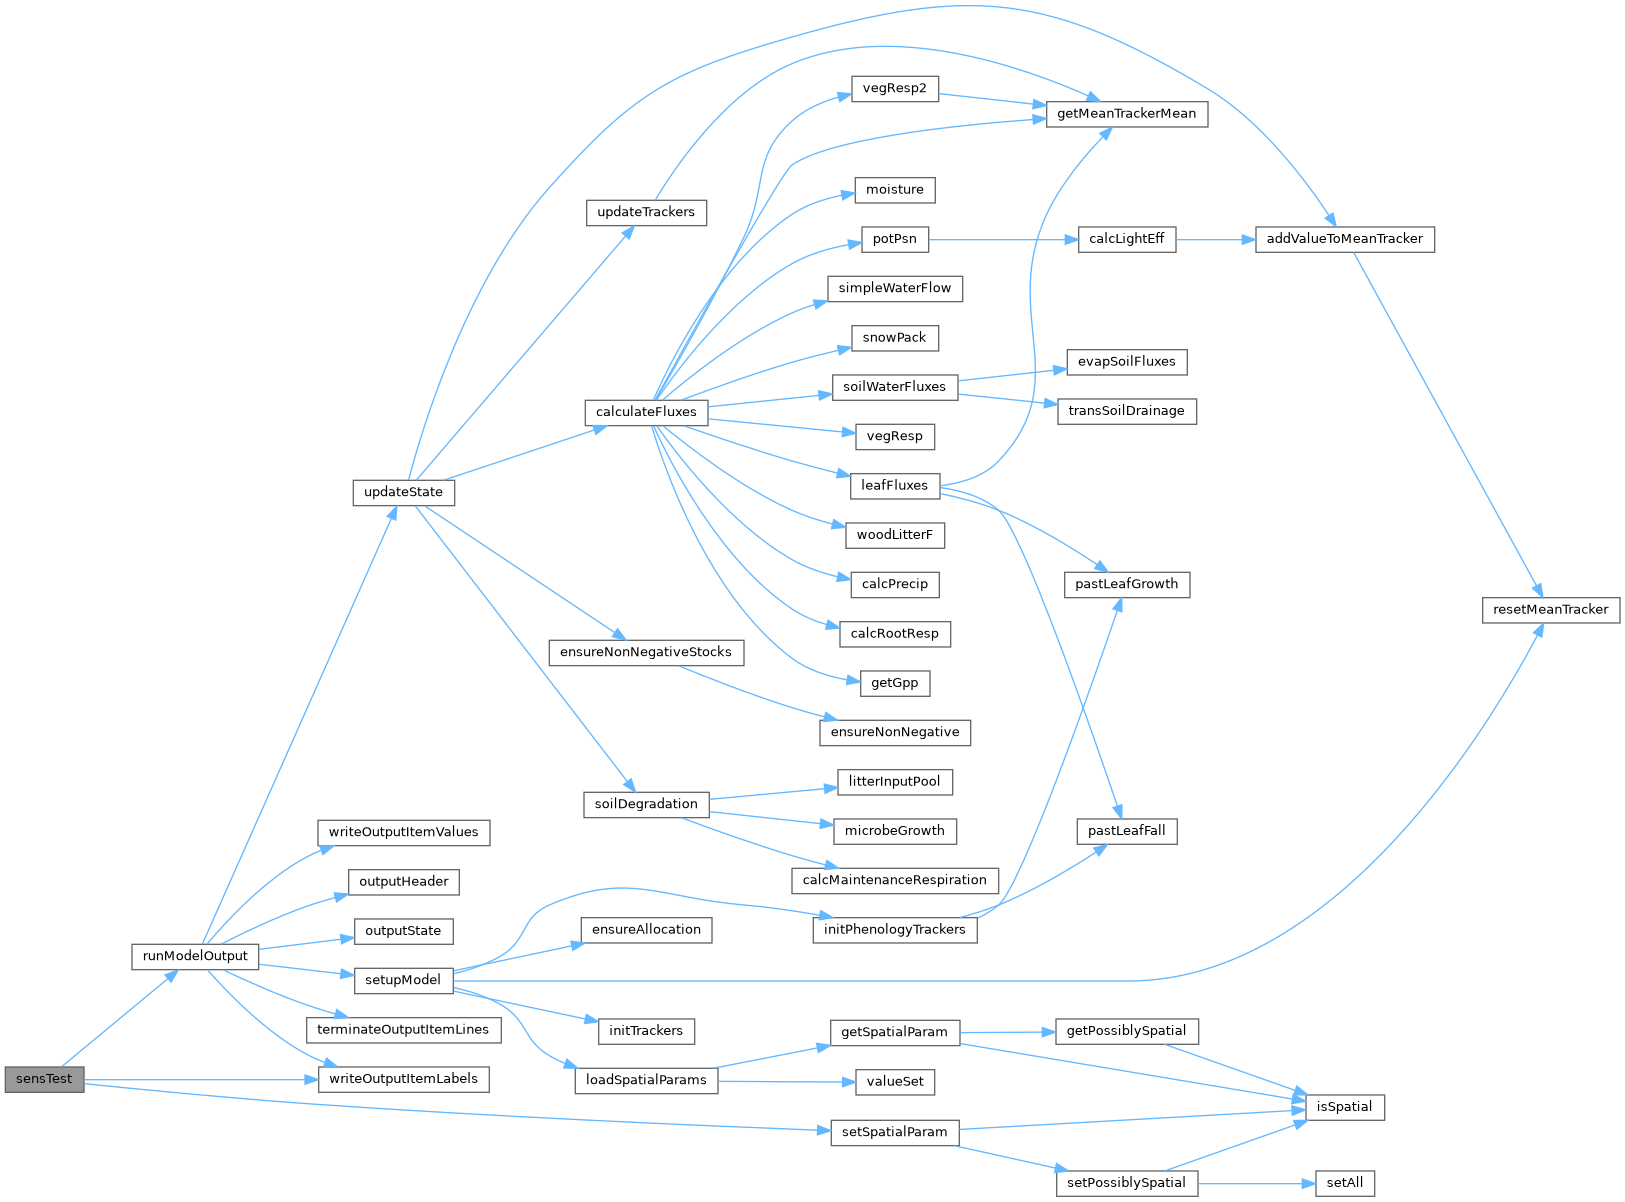 vegResp2
getMeanTrackerMean
moisture
updateTrackers
potPsn
calcLightEff
addValueToMeanTracker
simpleWaterFlow
snowPack
evapSoilFluxes
soilWaterFluxes
calculateFluxes
transSoilDrainage
vegResp
leafFluxes
updateState
woodLitterF
calcPrecip
pastLeafGrowth
resetMeanTracker
calcRootResp
ensureNonNegativeStocks
getGpp
ensureNonNegative
litterInputPool
soilDegradation
microbeGrowth
pastLeafFall
writeOutputItemValues
outputHeader
calcMaintenanceRespiration
ensureAllocation
initPhenologyTrackers
outputState
runModelOutput
setupModel
terminateOutputItemLines
initTrackers
getSpatialParam
getPossiblySpatial
sensTest
writeOutputItemLabels
loadSpatialParams
valueSet
isSpatial
setSpatialParam
setPossiblySpatial
setAll